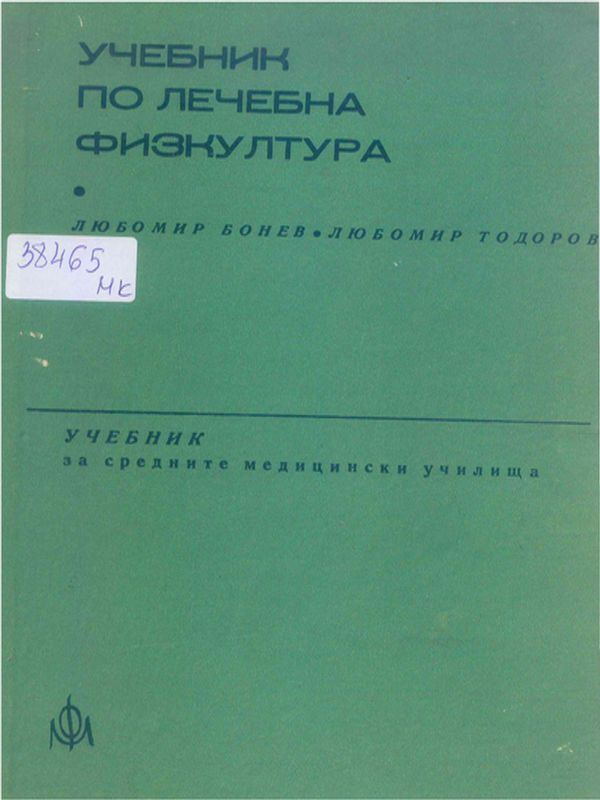 УЧЕБНИК
ПО ЛЕЧЕБНА
ФИЗКУЛТУРА
ЛЮБОМИР БОНЕВ • ЛЮБОМИР ТОДОРОВ
38465
МК
УЧЕБНИК
за средните медицински училища